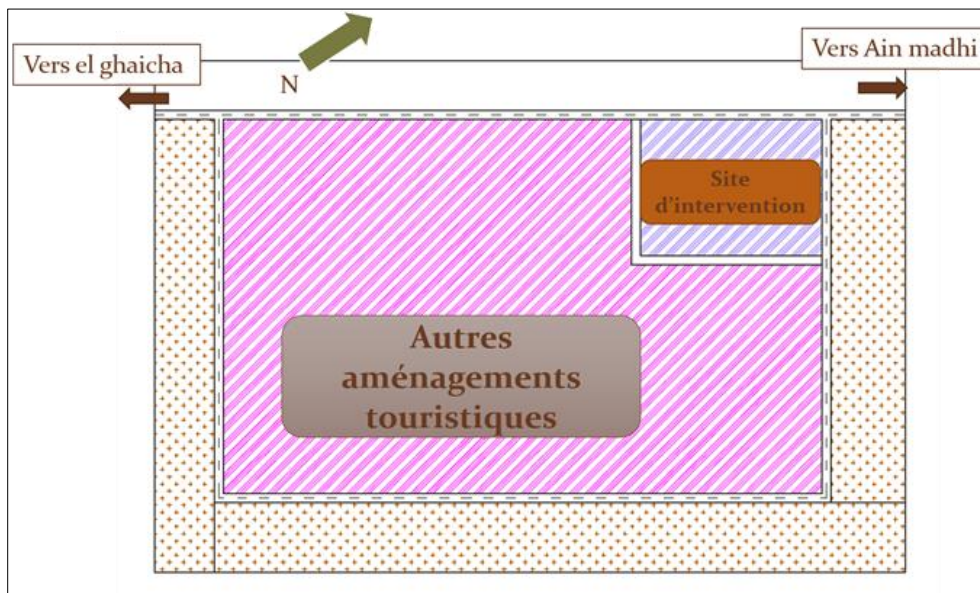 Vers el ghaicha
N
Vers Ain madhi
Site
d'intervention
Autres
aménagements
touristiques